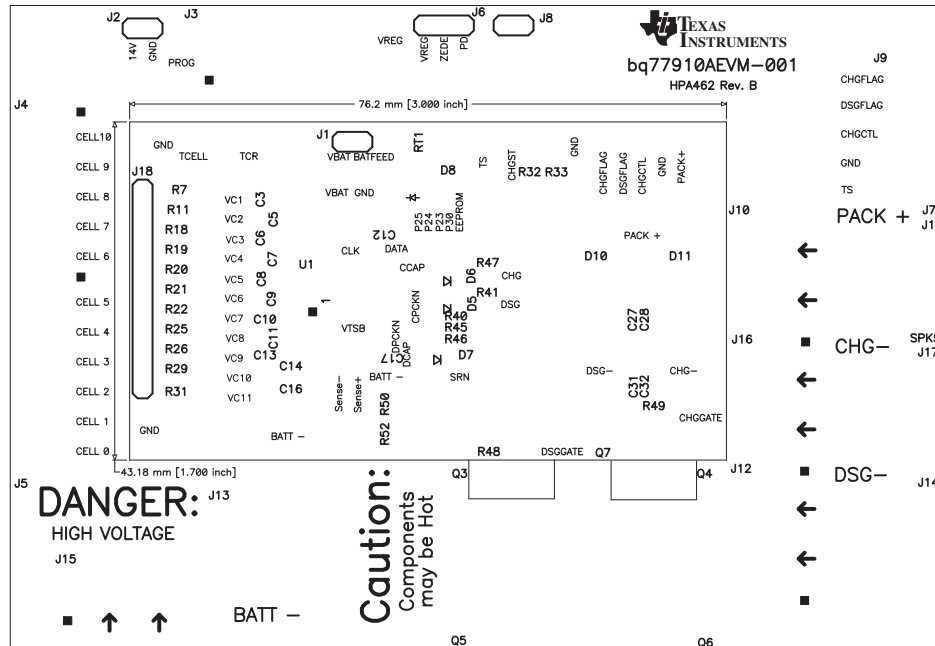 J2
J3
J6
J8
14V
GND
PROG
VREG
VREG
ZEDE
PD
TEXAS
INSTRUMENTS
bq77910AEVM-001
HPA462 Rev. B
J9
CHGFLAG
DSGFLAG
CHGCTL
GND
TS
J4
76.2 mm [3.000 inch]
CELL10
CELL 9
CELL 8
CELL 7
CELL 6
CELL 5
CELL 4
CELL 3
CELL 2
CELL 1
CELL 0
GND
TCELL
TCR
J1
VBAT BATFEED
RT1
D8
TS
CHGST
R32 R33
GND
CHGFLAG
DSGFLAG
CHGCTL
GND
PACK+
J18
R7
R11
R18
R19
R20
R21
R22
R25
R26
R29
R31
VC1
VC2
VC3
VC4
VC5
VC6
VC7
VC8
VC9
VC10
VC11
C3
C5
C6
C7
C8
C9
C10
C11
C13
C14
C16
VBAT GND
P25
P24
P23
P30
EEPROM
C12
CLK
DATA
U1
CCAP
1
CPCKN
VTSB
DPCKN
DCAP
C17
R47
D6
CHG
R41
D5
DSG
R40
R45
R46
D7
BATT -
SRN
Sense-
Sense+
R50
R52
GND
BATT -
R48
DSGGATE
Q7
PACK +
D10
D11
C27
C28
DSG-
CHG-
C31
C32
R49
CHGGATE
J10
PACK +
J7
J1
J16
CHG-
SPK5
J17
J12
DSG-
J14
43.18 mm [1.700 inch]
Q3
Q4
J5
DANGER:
HIGH VOLTAGE
J13
J15
BATT -
Caution:
Components
may be Hot
Q5
Q6